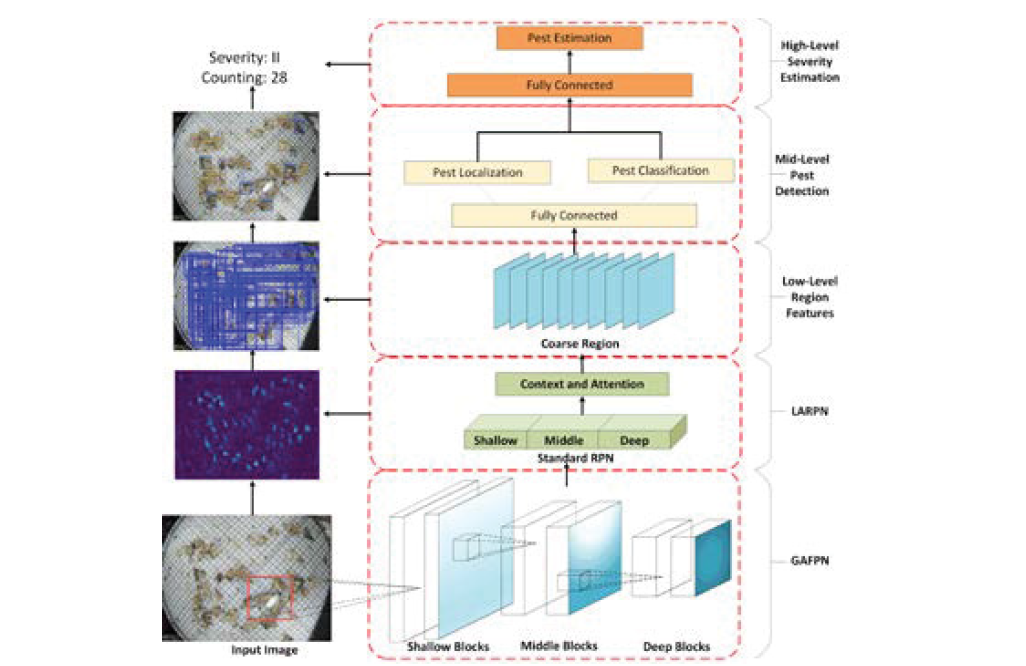 Severity: II
Counting: 28
Pest Estimation
Fully Connected
High-Level
Severity
Estimation
Pest Localization
Pest Classification
Fully Connected
Mid-Level
Pest
Detection
Coarse Region
Low-Level
Region
Features
Context and Attention
Shallow
Middle
Deep
Standard RPN
LARPN
GAFPN
Shallow Blocks
Middle Blocks
Deep Blocks
Input Image